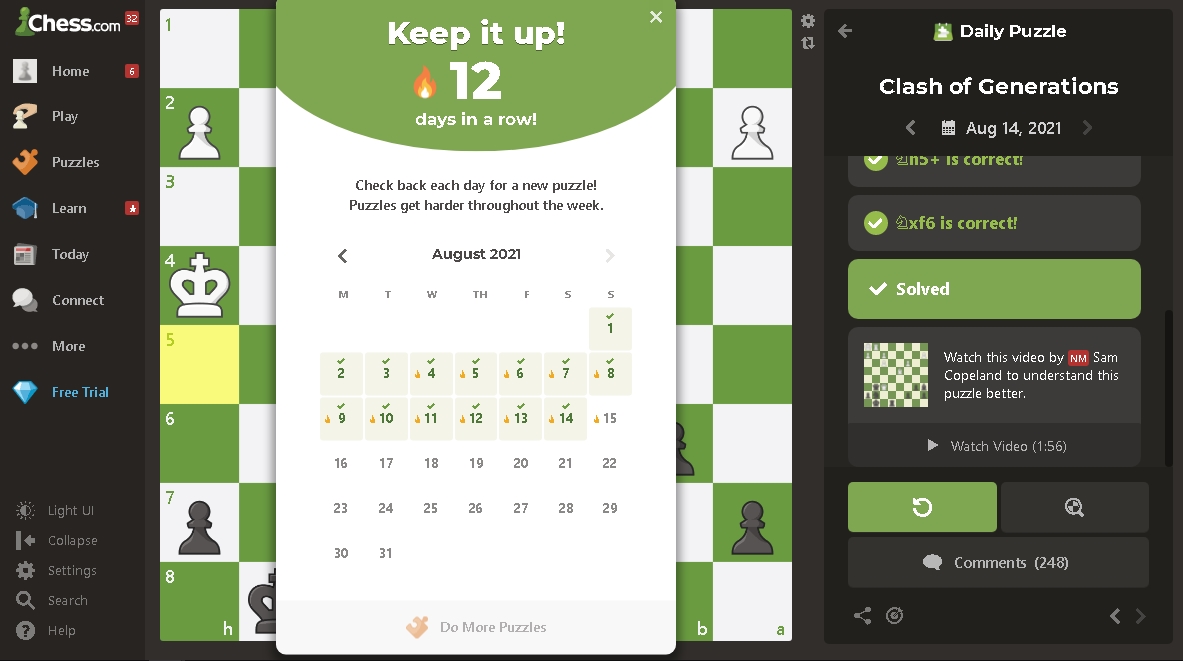 Chess.com
32
Home
6
Play
Puzzles
Learn
Today
Connect
More
Free Trial
Light UI
Collapse
Settings
Search
Help
1
2
3
4
5
6
7
8
h
b
a
Keep it up!
12
days in a row!
Check back each day for a new puzzle!
Puzzles get harder throughout the week.
August 2021
M T W TH F S S
1
2 3 4 5 6 7 8
9 10 11 12 13 14 15
16 17 18 19 20 21 22
23 24 25 26 27 28 29
30 31
Do More Puzzles
Daily Puzzle
Clash of Generations
Aug 14, 2021
♘h5+ is correct!
♘xf6 is correct!
Solved
Watch this video by NM Sam
Copeland to understand this
puzzle better.
Watch Video (1:56)
Comments (248)